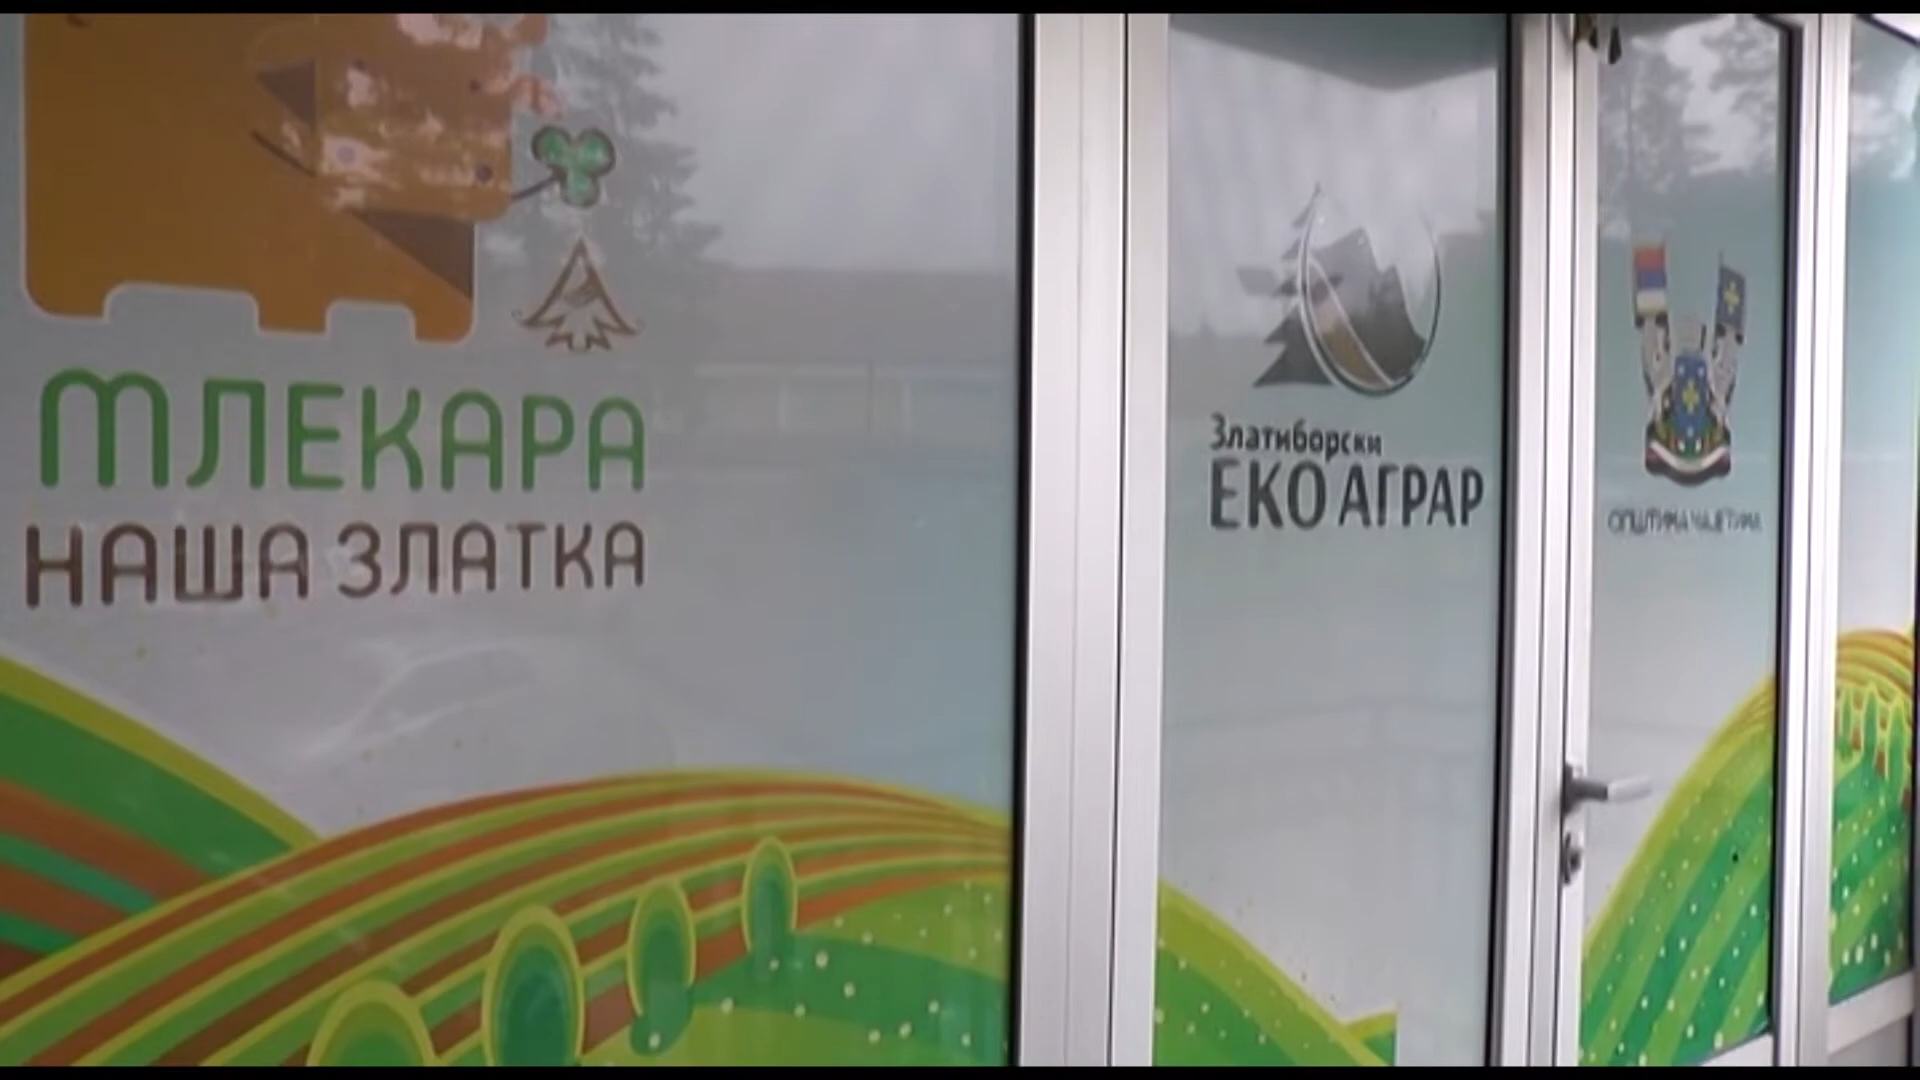 МЛЕКАРА
НАША ЗЛАТКА
Златиборски
ЕКО АГРАР
ОПШТИНА ЧАЈЕТИНА